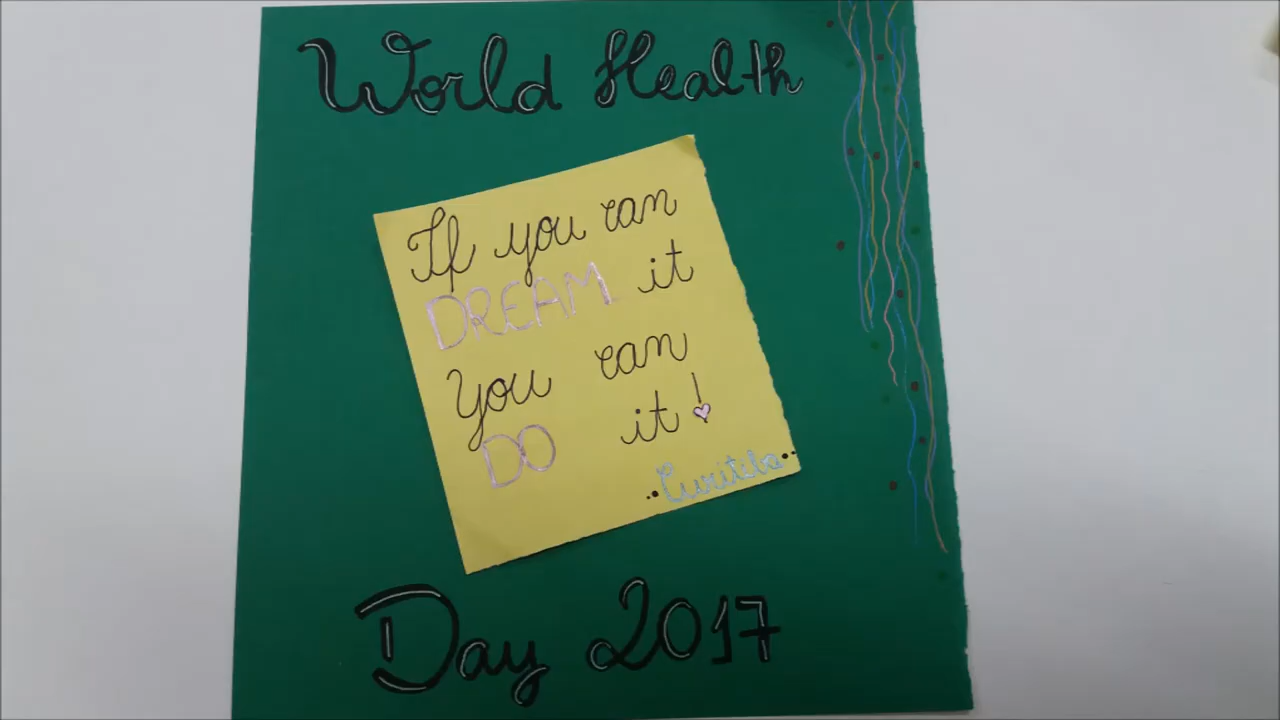 World Health
If you can
DREAM it
You can
DO it!
Curitiba
Day 2017